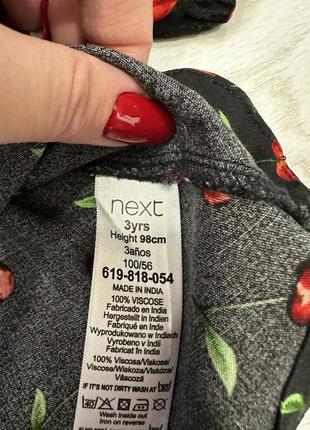 next
3yrs
Height 98cm
3años
100/56
619-818-054
MADE IN INDIA
100% VISCOSE
Fabricado en India
Hergestellt in Indien
Fabriqué en Inde
Wyprodukowano w Indiach
Vyrobeno v Indii
Fabricat în India
100% Viscosa/Viskose/
Viscose/Wiskoza/Viskóza/
Vâscoză
IF IT'S NOT DIRTY WASH AT 30
40
Wash inside out
Iron on reverse